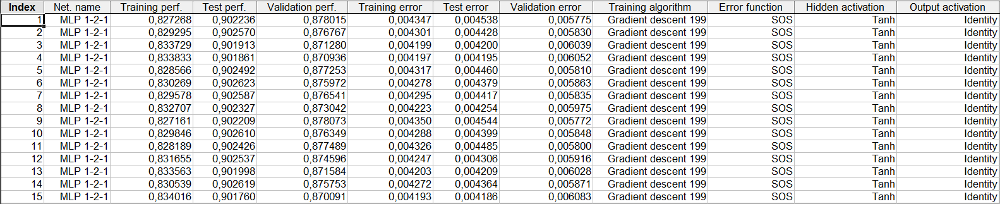 Index Net. name Training perf. Test perf. Validation perf. Training error Test error Validation error Training algorithm Error function Hidden activation Output activation
1 MLP 1-2-1 0,827268 0,902236 0,878015 0,004347 0,004538 0,005775 Gradient descent 199 SOS Tanh Identity
2 MLP 1-2-1 0,829295 0,902570 0,876767 0,004301 0,004428 0,005830 Gradient descent 199 SOS Tanh Identity
3 MLP 1-2-1 0,833729 0,901913 0,871280 0,004199 0,004200 0,006039 Gradient descent 199 SOS Tanh Identity
4 MLP 1-2-1 0,833833 0,901861 0,870936 0,004197 0,004195 0,006052 Gradient descent 199 SOS Tanh Identity
5 MLP 1-2-1 0,828566 0,902492 0,877253 0,004317 0,004460 0,005810 Gradient descent 199 SOS Tanh Identity
6 MLP 1-2-1 0,830269 0,902623 0,875972 0,004278 0,004379 0,005863 Gradient descent 199 SOS Tanh Identity
7 MLP 1-2-1 0,829578 0,902587 0,876541 0,004295 0,004417 0,005835 Gradient descent 199 SOS Tanh Identity
8 MLP 1-2-1 0,832707 0,902327 0,873042 0,004223 0,004254 0,005975 Gradient descent 199 SOS Tanh Identity
9 MLP 1-2-1 0,827161 0,902209 0,878073 0,004350 0,004544 0,005772 Gradient descent 199 SOS Tanh Identity
10 MLP 1-2-1 0,829846 0,902610 0,876349 0,004288 0,004399 0,005848 Gradient descent 199 SOS Tanh Identity
11 MLP 1-2-1 0,828189 0,902426 0,877489 0,004326 0,004485 0,005800 Gradient descent 199 SOS Tanh Identity
12 MLP 1-2-1 0,831655 0,902537 0,874596 0,004247 0,004306 0,005916 Gradient descent 199 SOS Tanh Identity
13 MLP 1-2-1 0,833563 0,901998 0,871584 0,004203 0,004209 0,006028 Gradient descent 199 SOS Tanh Identity
14 MLP 1-2-1 0,830539 0,902619 0,875753 0,004272 0,004364 0,005871 Gradient descent 199 SOS Tanh Identity
15 MLP 1-2-1 0,834016 0,901760 0,870091 0,004193 0,004186 0,006083 Gradient descent 199 SOS Tanh Identity